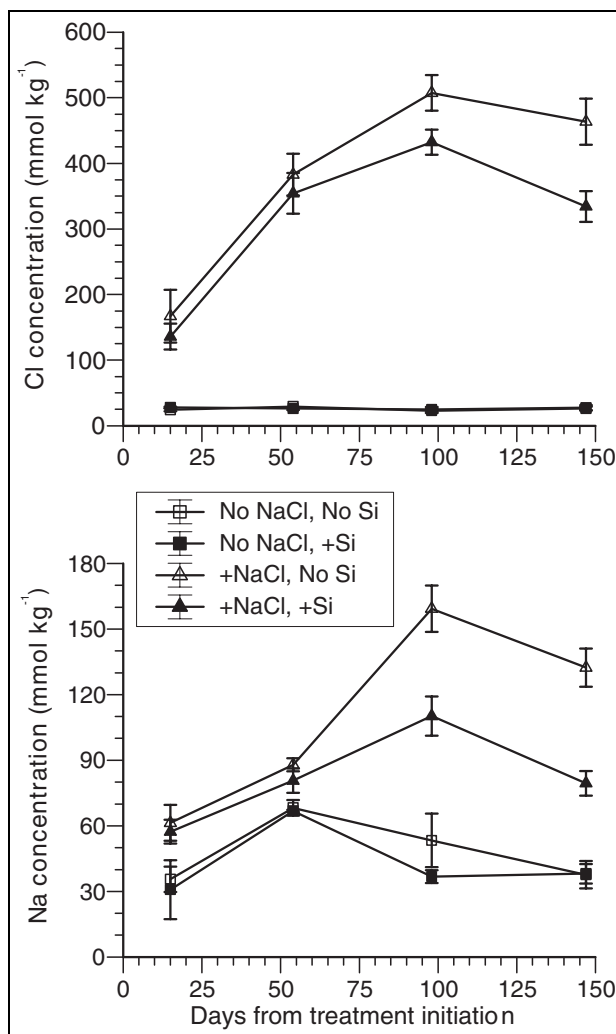 600
500
400
300
200
100
0
Cl concentration (mmol kg⁻¹)
0 25 50 75 100 125 150
No NaCl, No Si
No NaCl, +Si
+NaCl, No Si
+NaCl, +Si
180
150
120
90
60
30
0
Na concentration (mmol kg⁻¹)
0 25 50 75 100 125 150
Days from treatment initiation